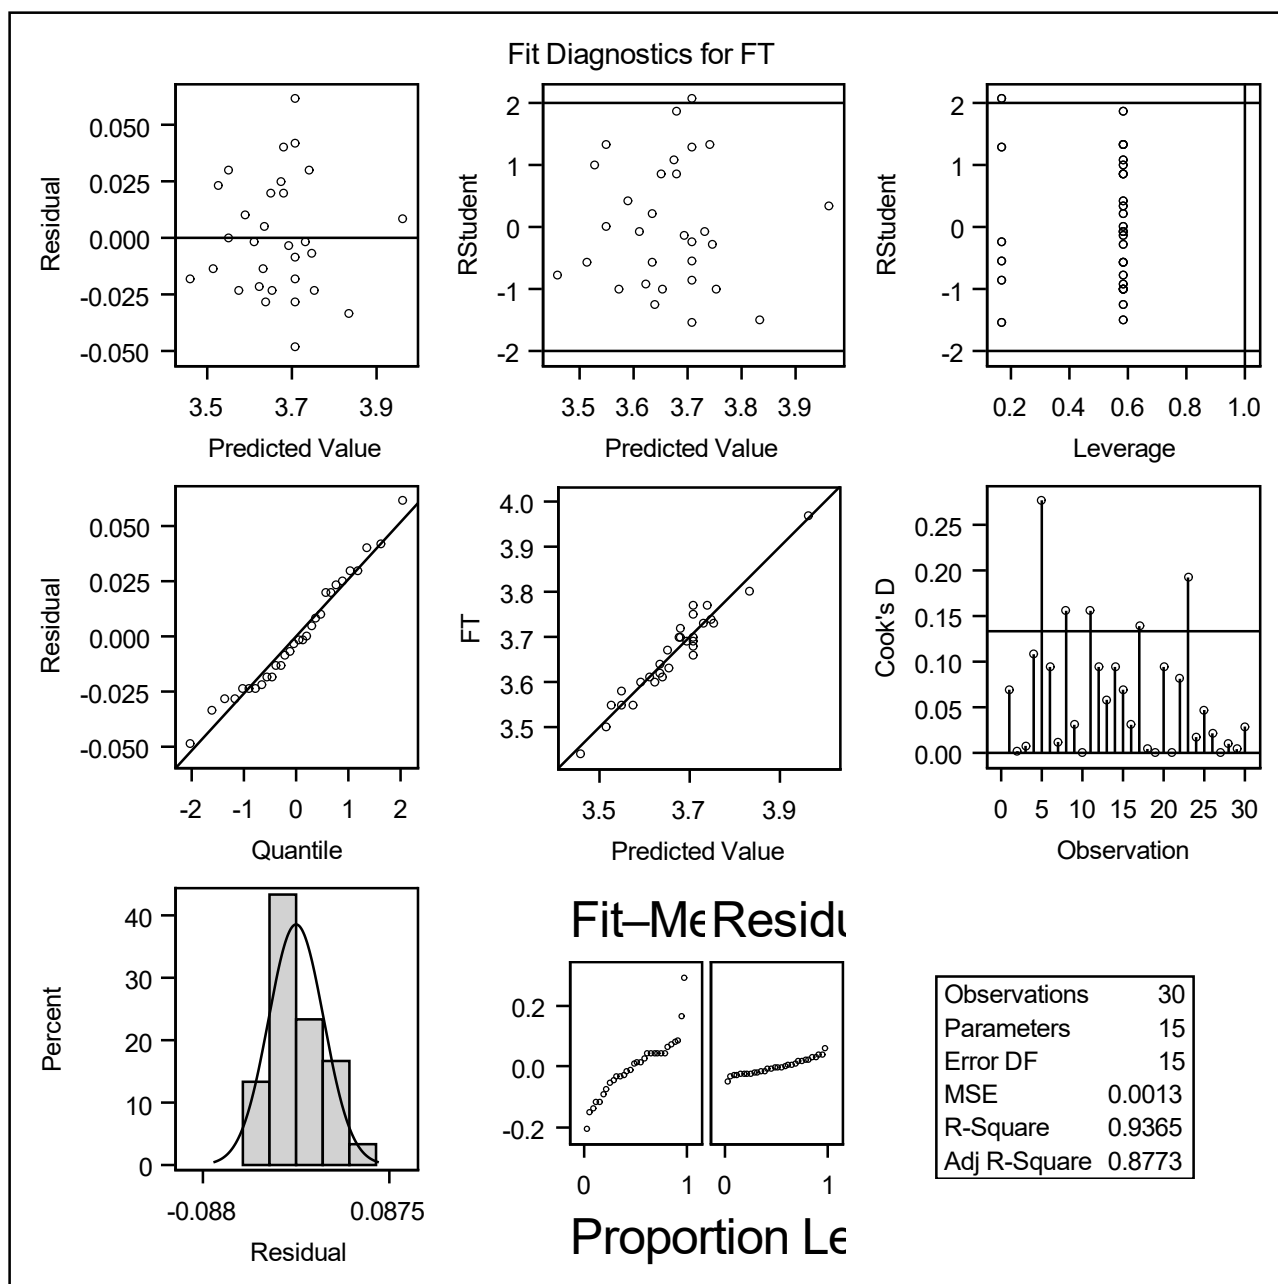 Fit Diagnostics for FT
0.050
0.025
0.000
-0.025
-0.050
Residual
3.5 3.7 3.9
Predicted Value
2
1
0
-1
-2
RStudent
3.5 3.6 3.7 3.8 3.9
Predicted Value
2
1
0
-1
-2
RStudent
0.2 0.4 0.6 0.8 1.0
Leverage
0.050
0.025
0.000
-0.025
-0.050
Residual
-2 -1 0 1 2
Quantile
4.0
3.9
3.8
3.7
3.6
3.5
FT
3.5 3.7 3.9
Predicted Value
0.25
0.20
0.15
0.10
0.05
0.00
Cook's D
0 5 10 15 20 25 30
Observation
40
30
20
10
0
Percent
-0.088 0.0875
Residual
Fit–Me Residu
0.2
0.0
-0.2
0 1 0 1
Proportion Le
Observations 30
Parameters 15
Error DF 15
MSE 0.0013
R-Square 0.9365
Adj R-Square 0.8773